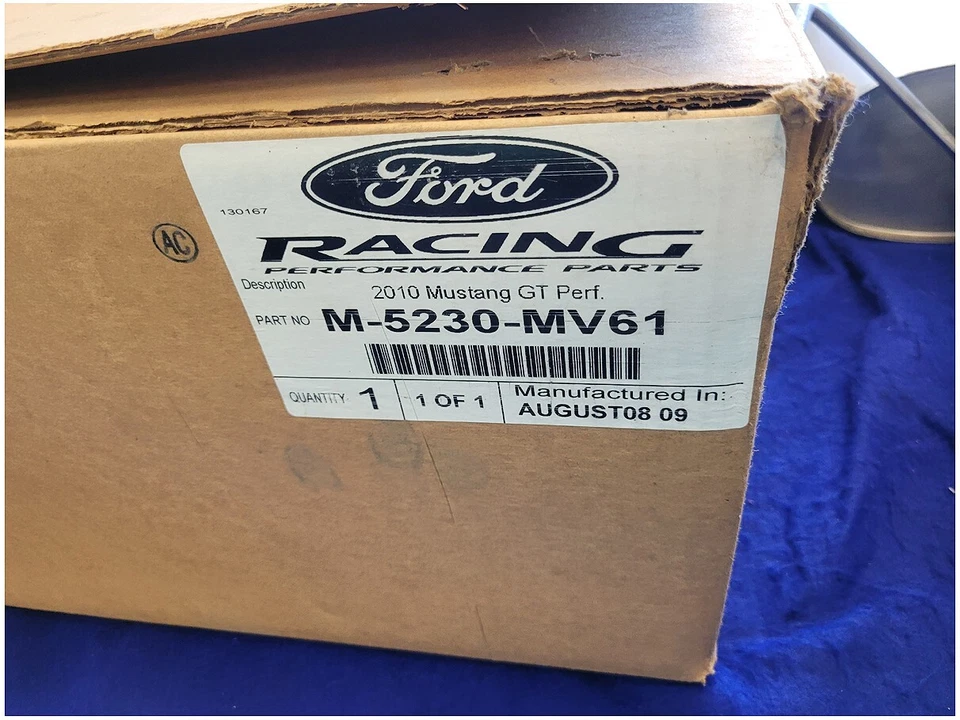 Ford
130167
RACING
PERFORMANCE PARTS
AC
Description
2010 Mustang GT Perf.
PART NO M-5230-MV61
QUANTITY 1
1 OF 1
Manufactured In:
AUGUST08 09